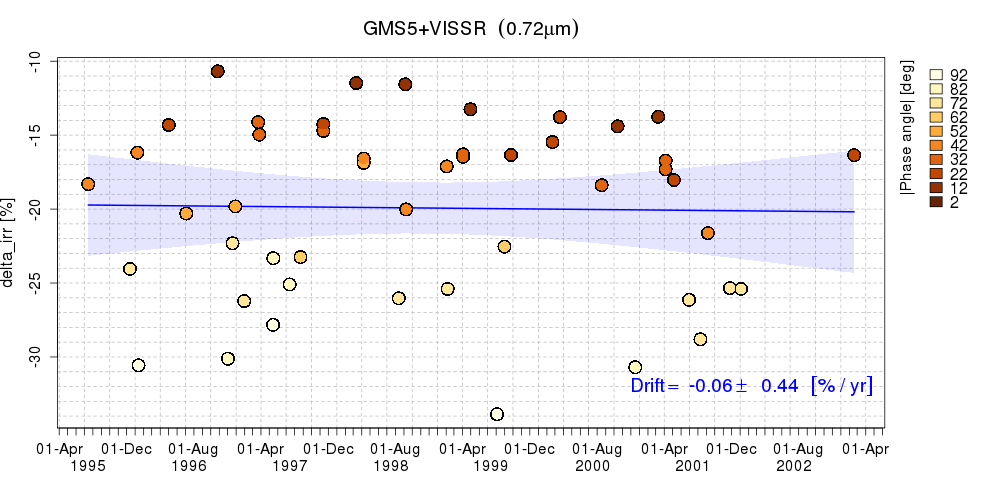 GMS5+VISSR (0.72μm)
delta_irr [%]
-10
-15
-20
-25
-30
Drift= -0.06± 0.44 [%/yr]
01-Apr 01-Dec 01-Aug 01-Apr 01-Dec 01-Aug 01-Apr 01-Dec 01-Aug 01-Apr 01-Dec 01-Aug 01-Apr
1995 1996 1997 1998 1999 2000 2001 2002
|Phase angle| [deg]
92
82
72
62
52
42
32
22
12
2